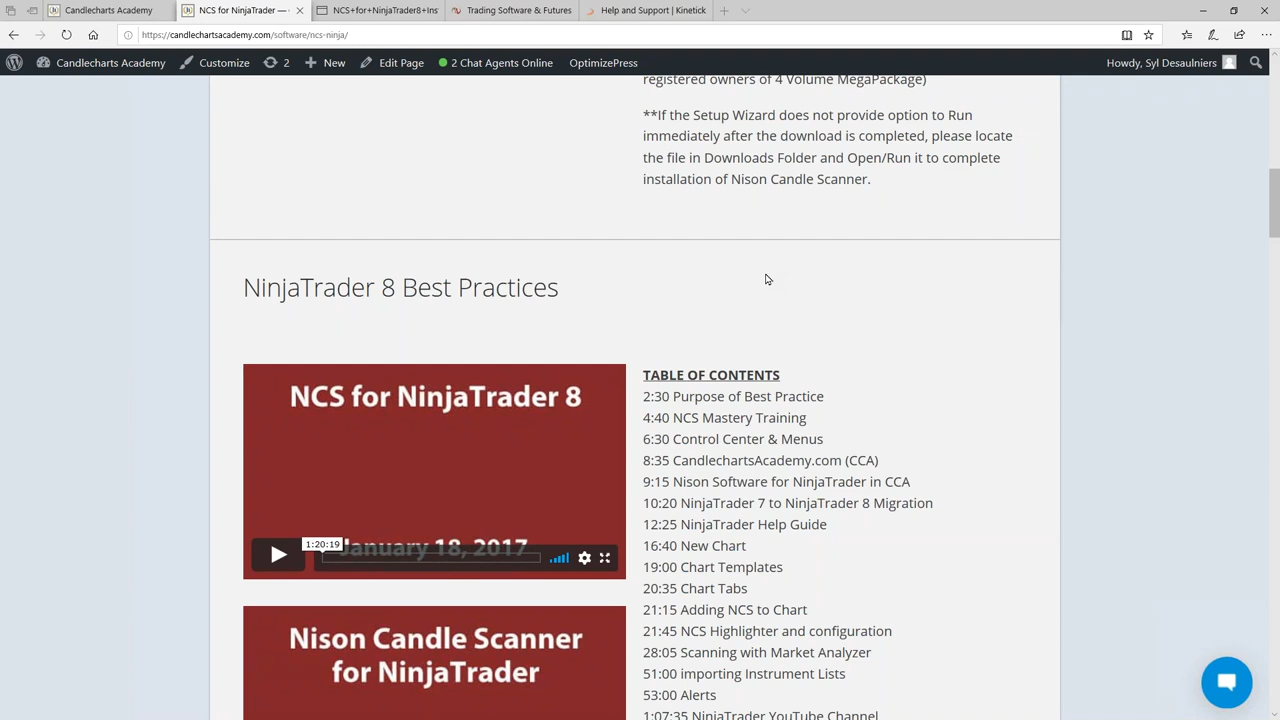 Candlecharts Academy
NCS for NinjaTrader —
NCS+for+NinjaTrader8+Ins
Trading Software & Futures
Help and Support | Kinetick
https://candlechartsacademy.com/software/ncs-ninja/
Candlecharts Academy
Customize
2
New
Edit Page
2 Chat Agents Online
OptimizePress
Howdy, Syl Desaulniers
registered owners of 4 Volume MegaPackage)
**If the Setup Wizard does not provide option to Run
immediately after the download is completed, please locate
the file in Downloads Folder and Open/Run it to complete
installation of Nison Candle Scanner.
NinjaTrader 8 Best Practices
NCS for NinjaTrader 8
1:20:19
January 18, 2017
Nison Candle Scanner
for NinjaTrader
TABLE OF CONTENTS
2:30 Purpose of Best Practice
4:40 NCS Mastery Training
6:30 Control Center & Menus
8:35 CandlechartsAcademy.com (CCA)
9:15 Nison Software for NinjaTrader in CCA
10:20 NinjaTrader 7 to NinjaTrader 8 Migration
12:25 NinjaTrader Help Guide
16:40 New Chart
19:00 Chart Templates
20:35 Chart Tabs
21:15 Adding NCS to Chart
21:45 NCS Highlighter and configuration
28:05 Scanning with Market Analyzer
51:00 importing Instrument Lists
53:00 Alerts
1:07:35 NinjaTrader YouTube Channel